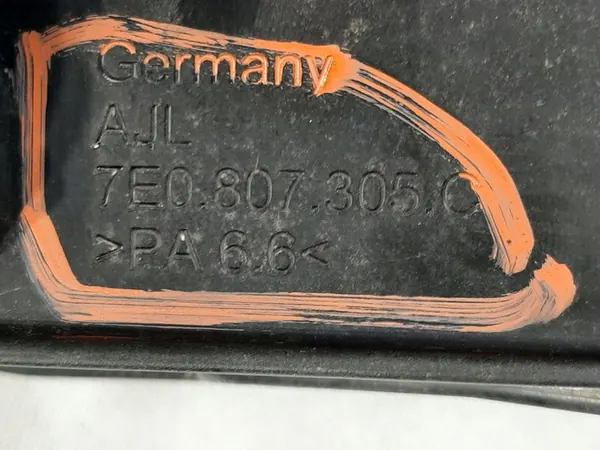 Germany
AJL
7E0.807.305.C
>PA 6.6<